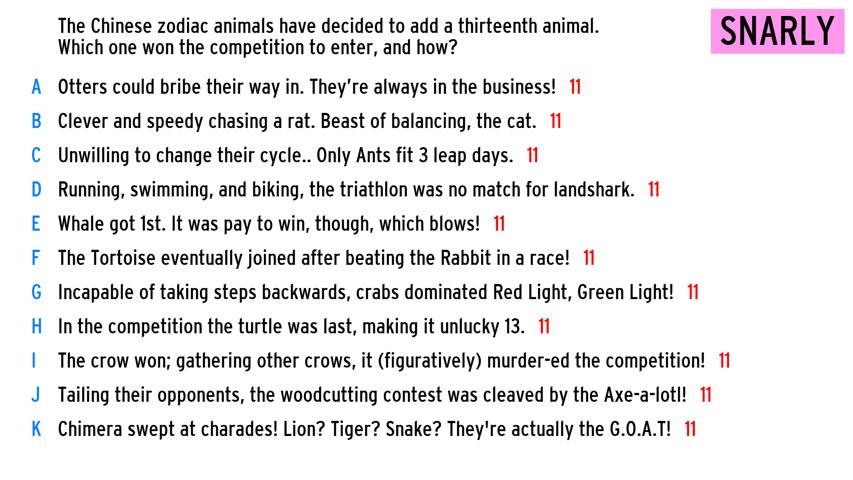 The Chinese zodiac animals have decided to add a thirteenth animal.
Which one won the competition to enter, and how?
SNARLY
A Otters could bribe their way in. They're always in the business! 11
B Clever and speedy chasing a rat. Beast of balancing, the cat. 11
C Unwilling to change their cycle.. Only Ants fit 3 leap days. 11
D Running, swimming, and biking, the triathlon was no match for landshark. 11
E Whale got 1st. It was pay to win, though, which blows! 11
F The Tortoise eventually joined after beating the Rabbit in a race! 11
G Incapable of taking steps backwards, crabs dominated Red Light, Green Light! 11
H In the competition the turtle was last, making it unlucky 13. 11
I The crow won; gathering other crows, it (figuratively) murder-ed the competition! 11
J Tailing their opponents, the woodcutting contest was cleaved by the Axe-a-lotl! 11
K Chimera swept at charades! Lion? Tiger? Snake? They're actually the G.O.A.T! 11